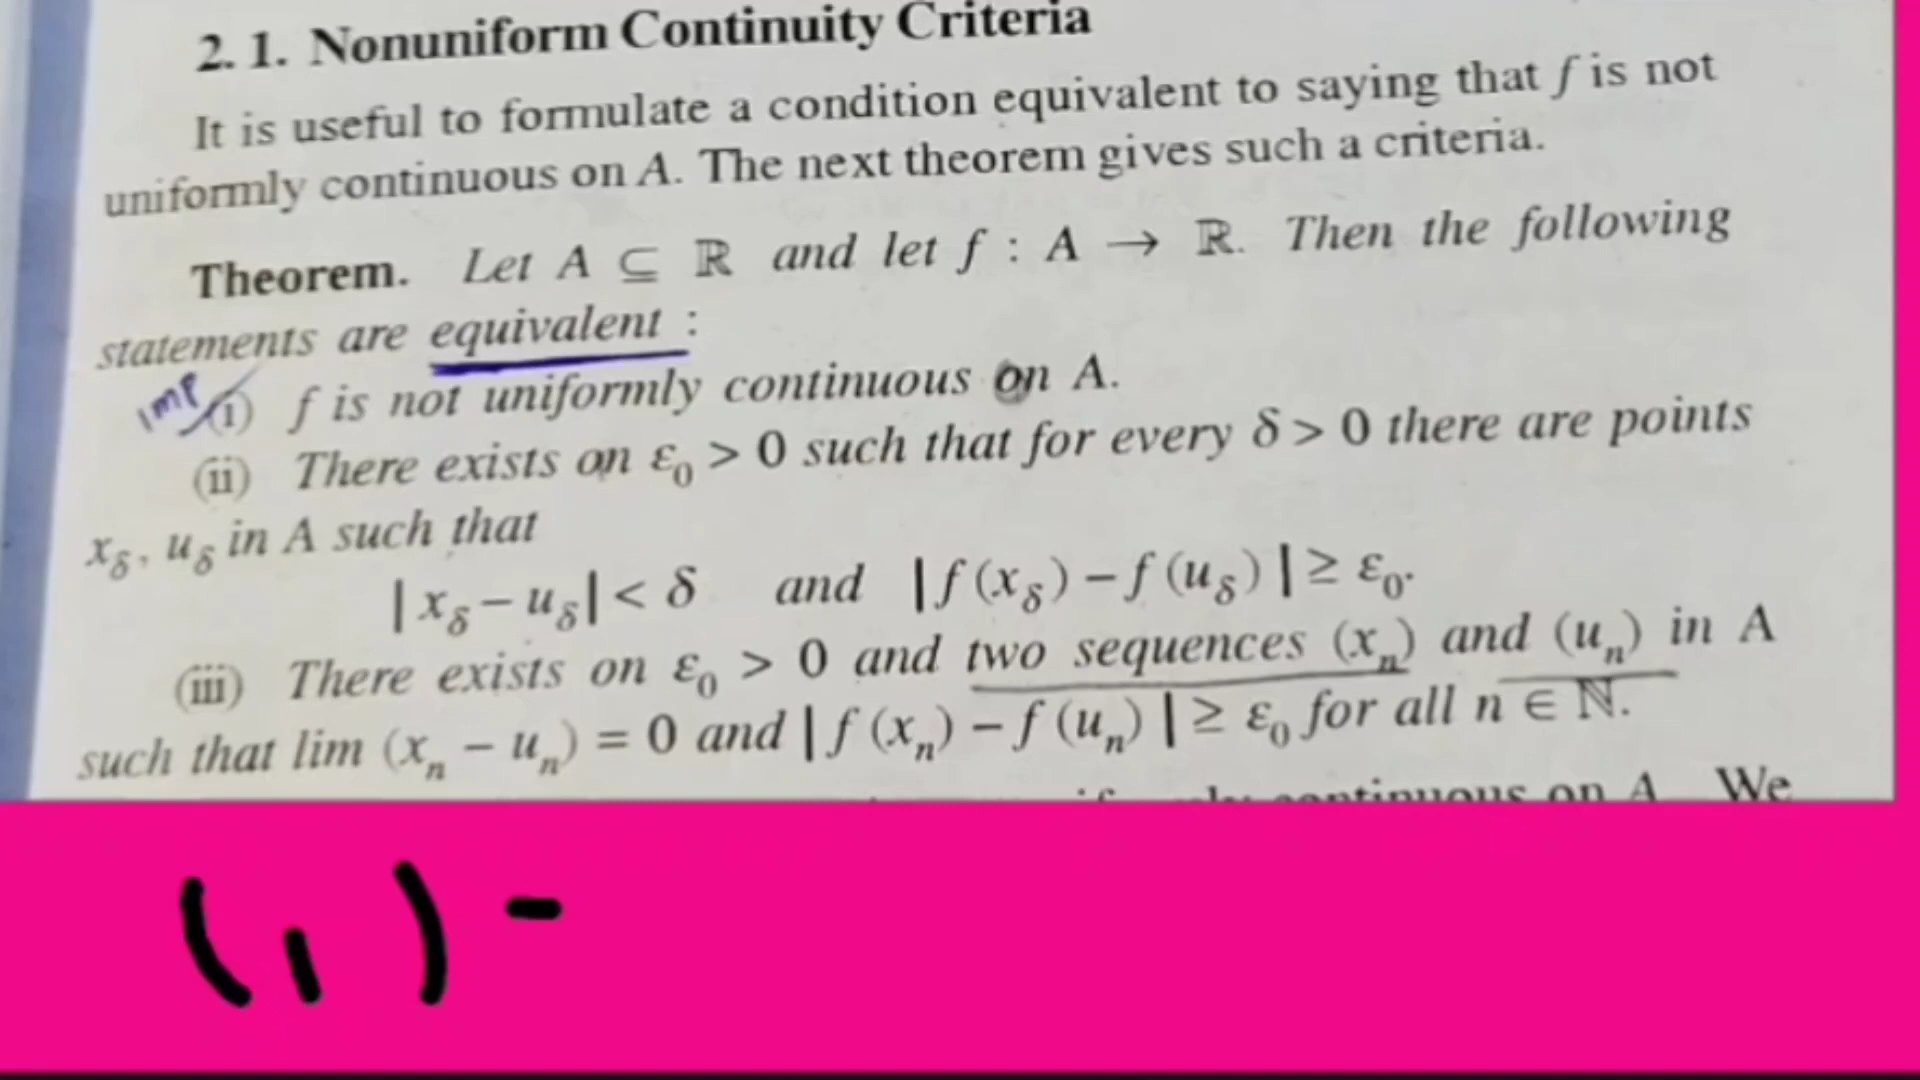 2. 1. Nonuniform Continuity Criteria
It is useful to formulate a condition equivalent to saying that f is not
uniformly continuous on A. The next theorem gives such a criteria.
Theorem. Let A ⊆ ℝ and let f : A → ℝ. Then the following
statements are equivalent :
IMP (i) f is not uniformly continuous on A.
(ii) There exists on ε₀ > 0 such that for every δ > 0 there are points
x_δ, u_δ in A such that
| x_δ – u_δ | < δ and | f (x_δ) – f (u_δ) | ≥ ε₀.
(iii) There exists on ε₀ > 0 and two sequences (xₙ) and (uₙ) in A
such that lim (xₙ – uₙ) = 0 and | f (xₙ) – f (uₙ) | ≥ ε₀ for all n ∈ ℕ.
continuous on A. We
(1) -